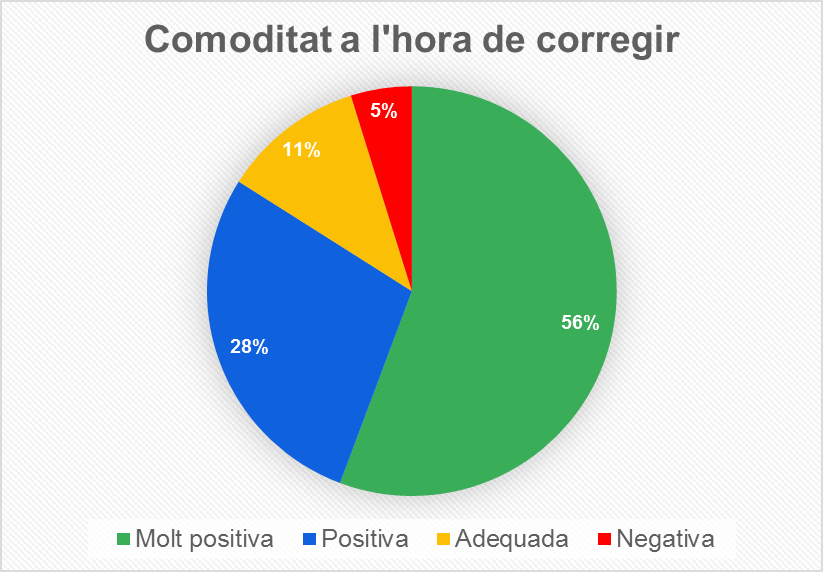 Comoditat a l'hora de corregir
5%
11%
56%
28%
Molt positiva Positiva Adequada Negativa